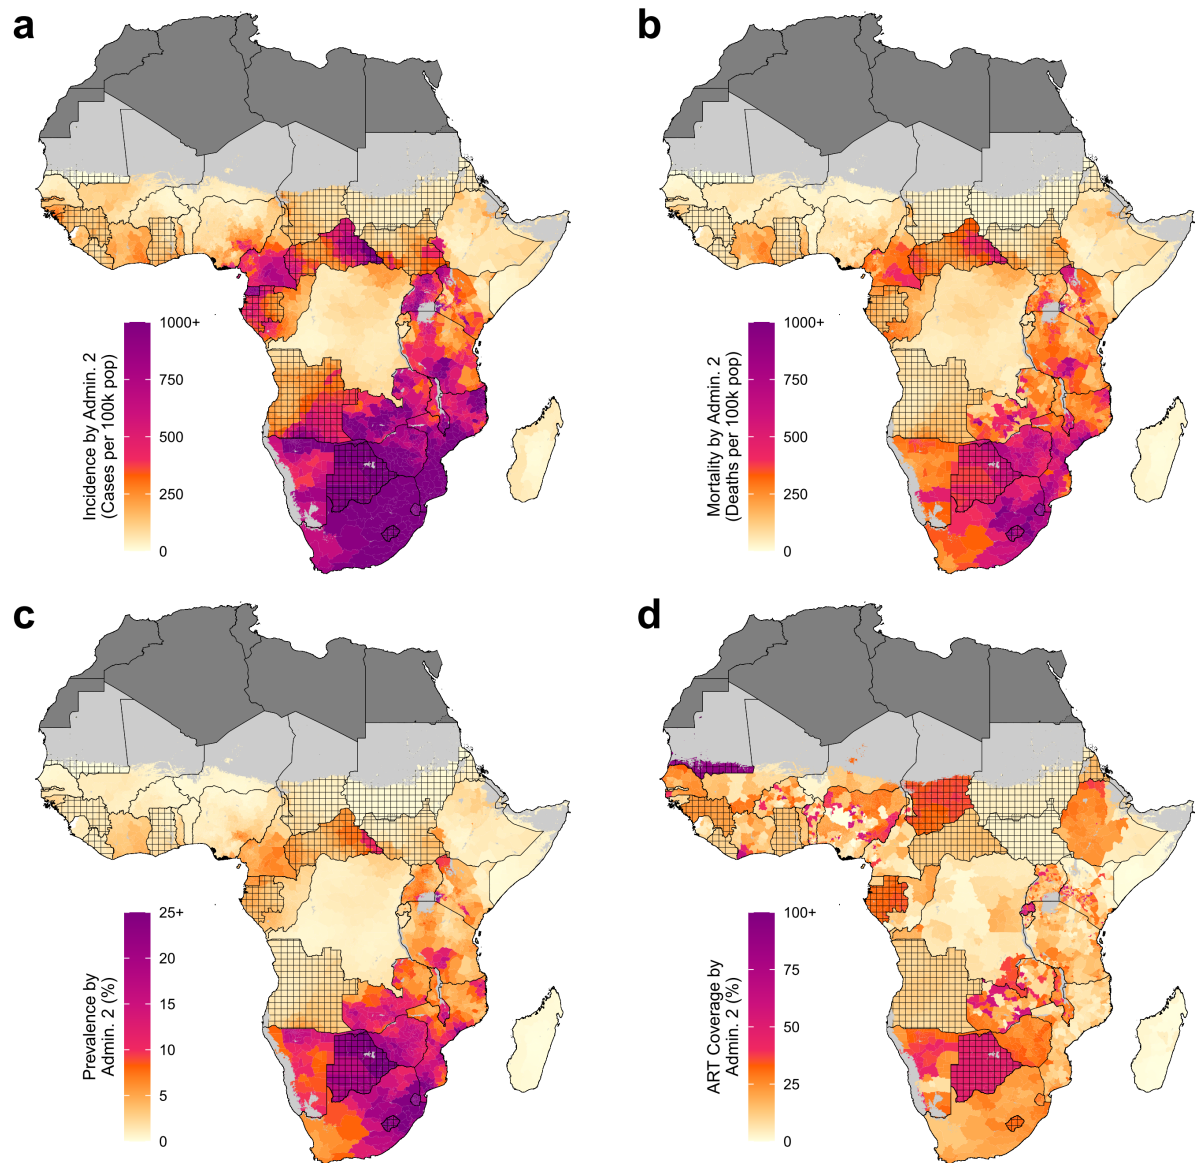 a
Incidence by Admin. 2
(Cases per 100k pop)
1000+
750
500
250
0
b
Mortality by Admin. 2
(Deaths per 100k pop)
1000+
750
500
250
0
c
Prevalence by
Admin. 2 (%)
25+
20
15
10
5
0
d
ART Coverage by
Admin. 2 (%)
100+
75
50
25
0